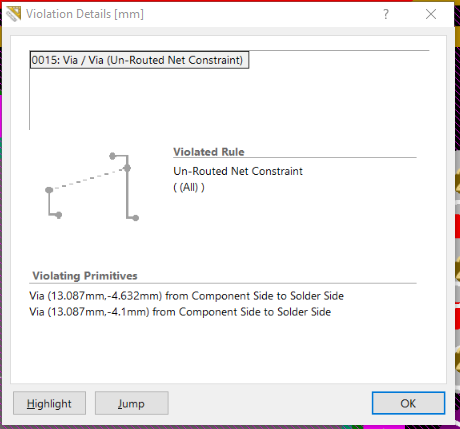 Violation Details [mm]
0015: Via / Via (Un-Routed Net Constraint)
Violated Rule
Un-Routed Net Constraint
( (All) )
Violating Primitives
Via (13.087mm,-4.632mm) from Component Side to Solder Side
Via (13.087mm,-4.1mm) from Component Side to Solder Side
Highlight Jump OK